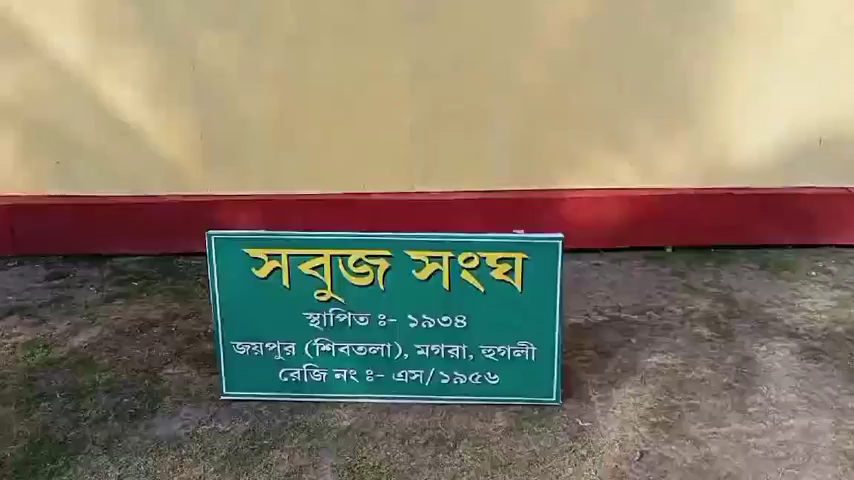 সবুজ সংঘ
স্থাপিত :- ১৯৩৪
জয়পুর (শিবতলা), মগরা, হুগলী
রেজি নং :- এস/১৯৫৬